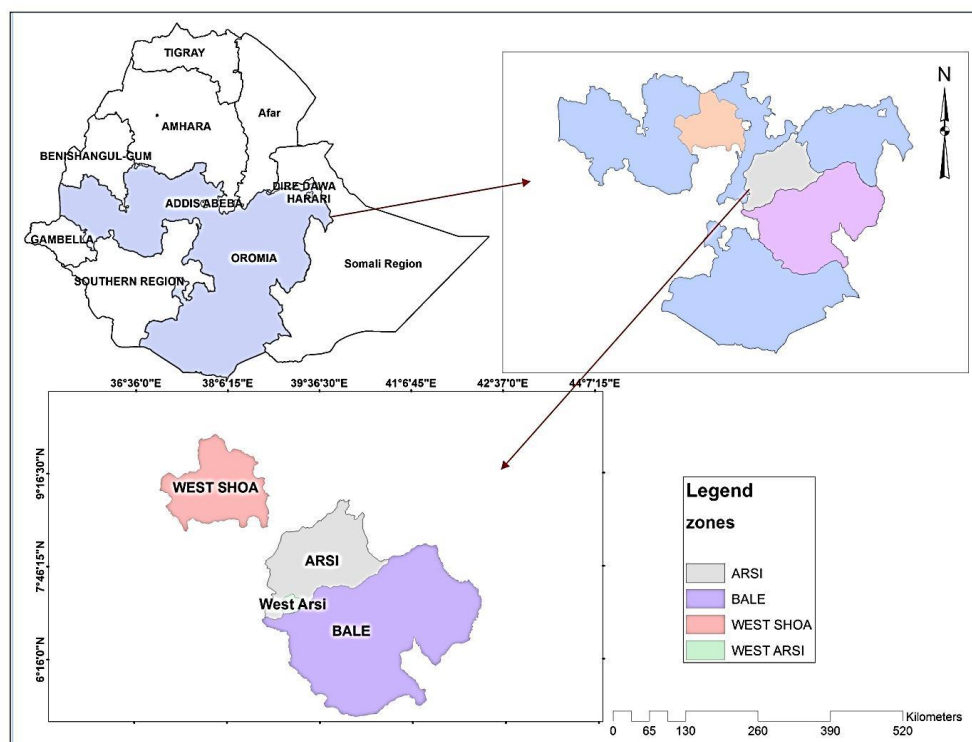 TIGRAY
Afar
AMHARA
BENISHANGUL-GUM
DIRE DAWA
HARARI
ADDIS ABEBA
GAMBELLA
OROMIA
Somali Region
SOUTHERN REGION
N
36°36'0"E 38°6'15"E 39°36'30"E 41°6'45"E 42°37'0"E 44°7'15"E
9°16'30"N
7°46'15"N
6°16'0"N
WEST SHOA
ARSI
West Arsi
BALE
Legend
zones
ARSI
BALE
WEST SHOA
WEST ARSI
Kilometers
0 65 130 260 390 520